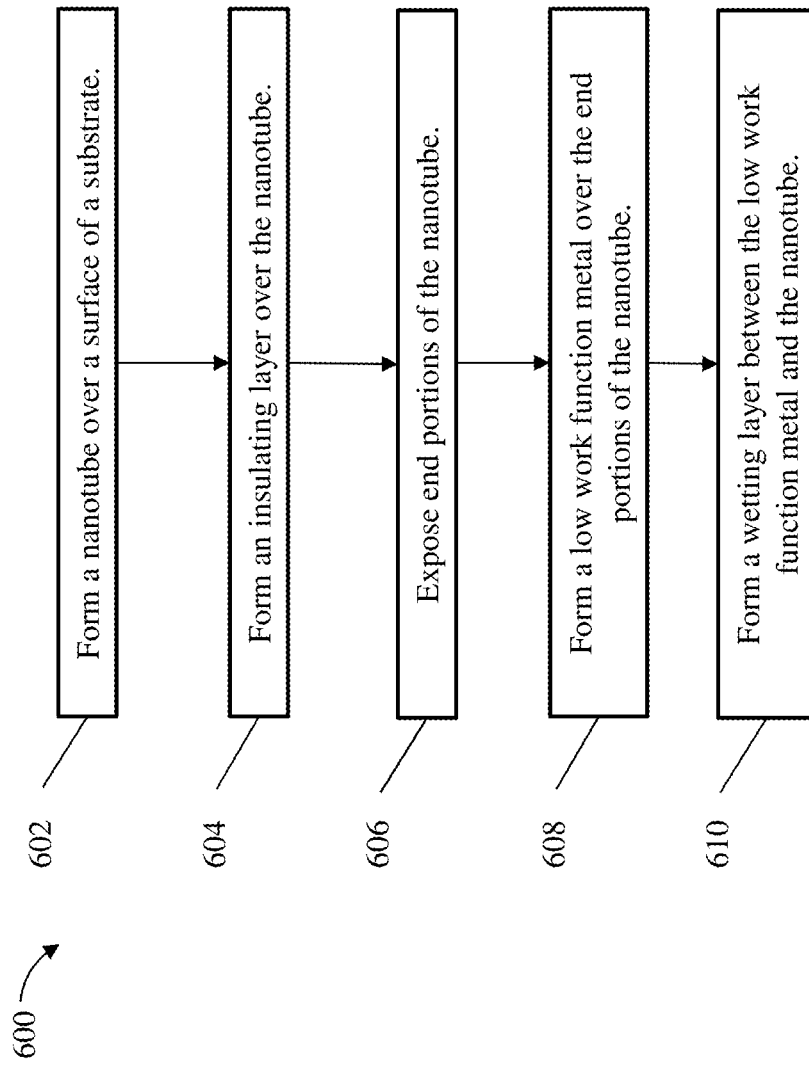 600
602
Form a nanotube over a surface of a substrate.
604
Form an insulating layer over the nanotube.
606
Expose end portions of the nanotube.
608
Form a low work function metal over the end
portions of the nanotube.
610
Form a wetting layer between the low work
function metal and the nanotube.